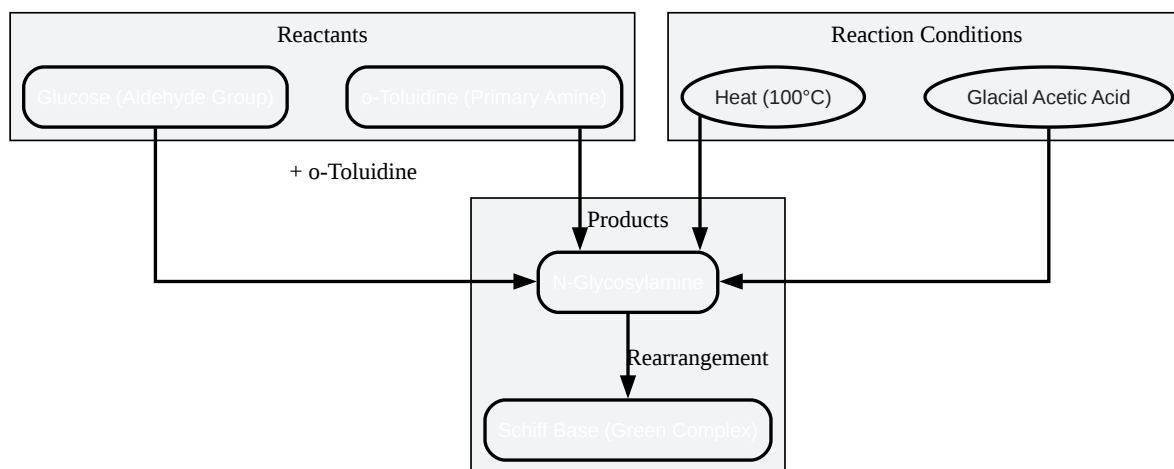 Reactants
Reaction Conditions
Glucose (Aldehyde Group)
o-Toluidine (Primary Amine)
Heat (100°C)
Glacial Acetic Acid
+ o-Toluidine
Products
N-Glycosylamine
Rearrangement
Schiff Base (Green Complex)